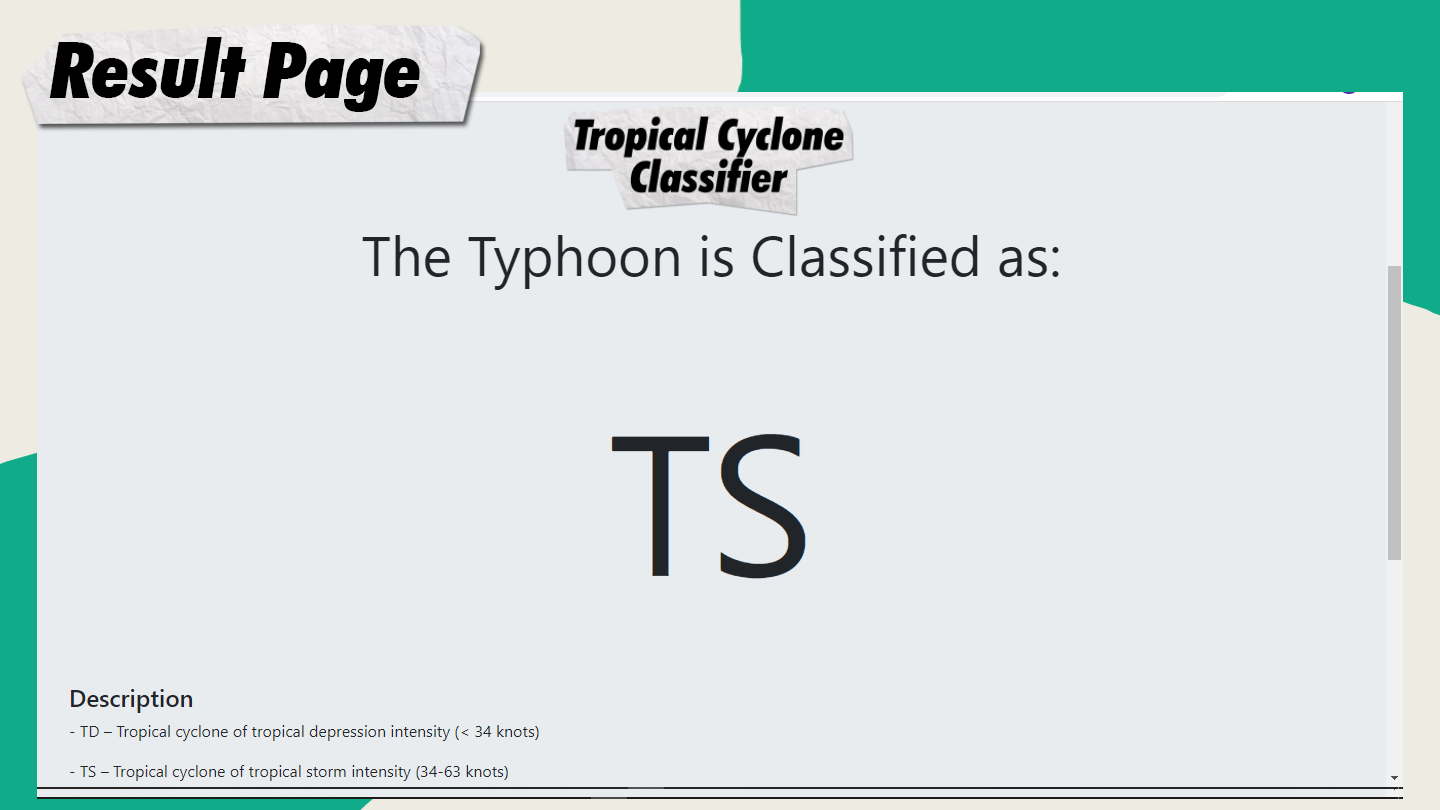 Result Page
Tropical Cyclone
Classifier
The Typhoon is Classified as:
TS
Description
- TD – Tropical cyclone of tropical depression intensity (< 34 knots)
- TS – Tropical cyclone of tropical storm intensity (34-63 knots)